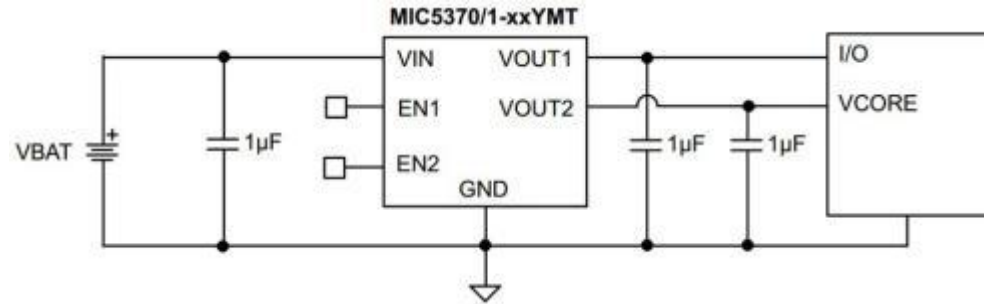 MIC5370/1-xxYMT
VIN VOUT1 I/O
EN1 VOUT2 VCORE
VBAT + 1µF 1µF 1µF
EN2
GND